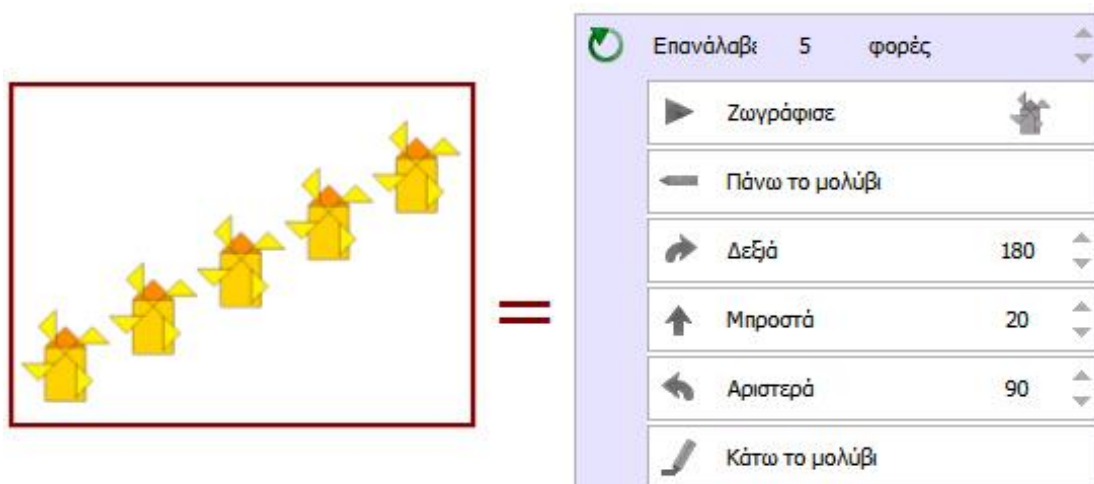 Επανάλαβε 5 φορές
Ζωγράφισε
Πάνω το μολύβι
Δεξιά 180
Μπροστά 20
Αριστερά 90
Κάτω το μολύβι